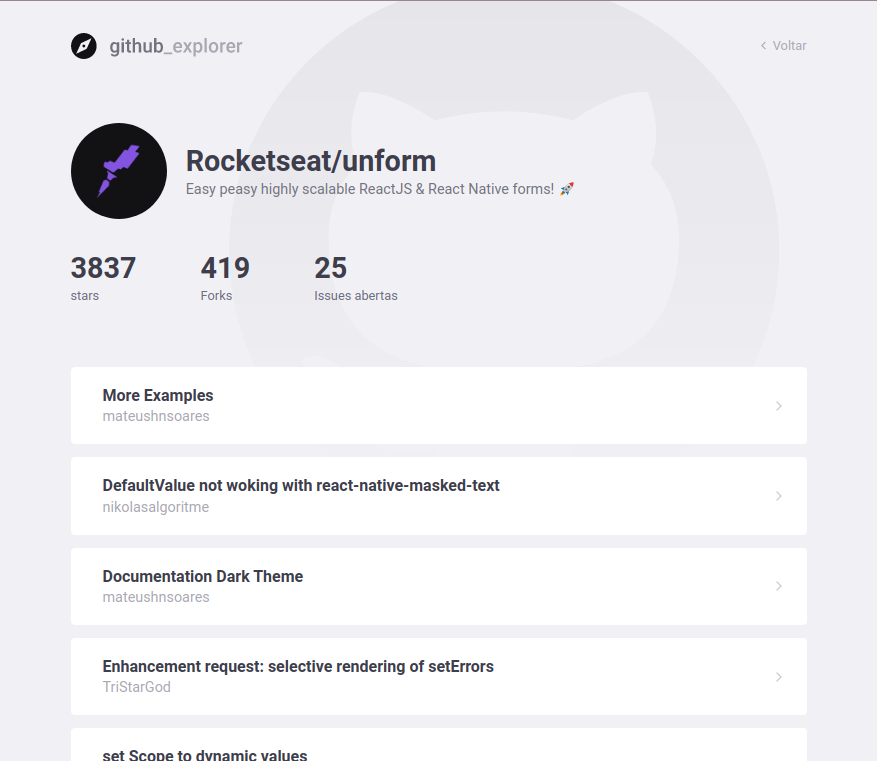 github_explorer
Voltar
Rocketseat/unform
Easy peasy highly scalable ReactJS & React Native forms! 🚀
3837 419 25
stars Forks Issues abertas
More Examples
mateushnsoares
DefaultValue not woking with react-native-masked-text
nikolasalgoritme
Documentation Dark Theme
mateushnsoares
Enhancement request: selective rendering of setErrors
TriStarGod
set Scope to dynamic values